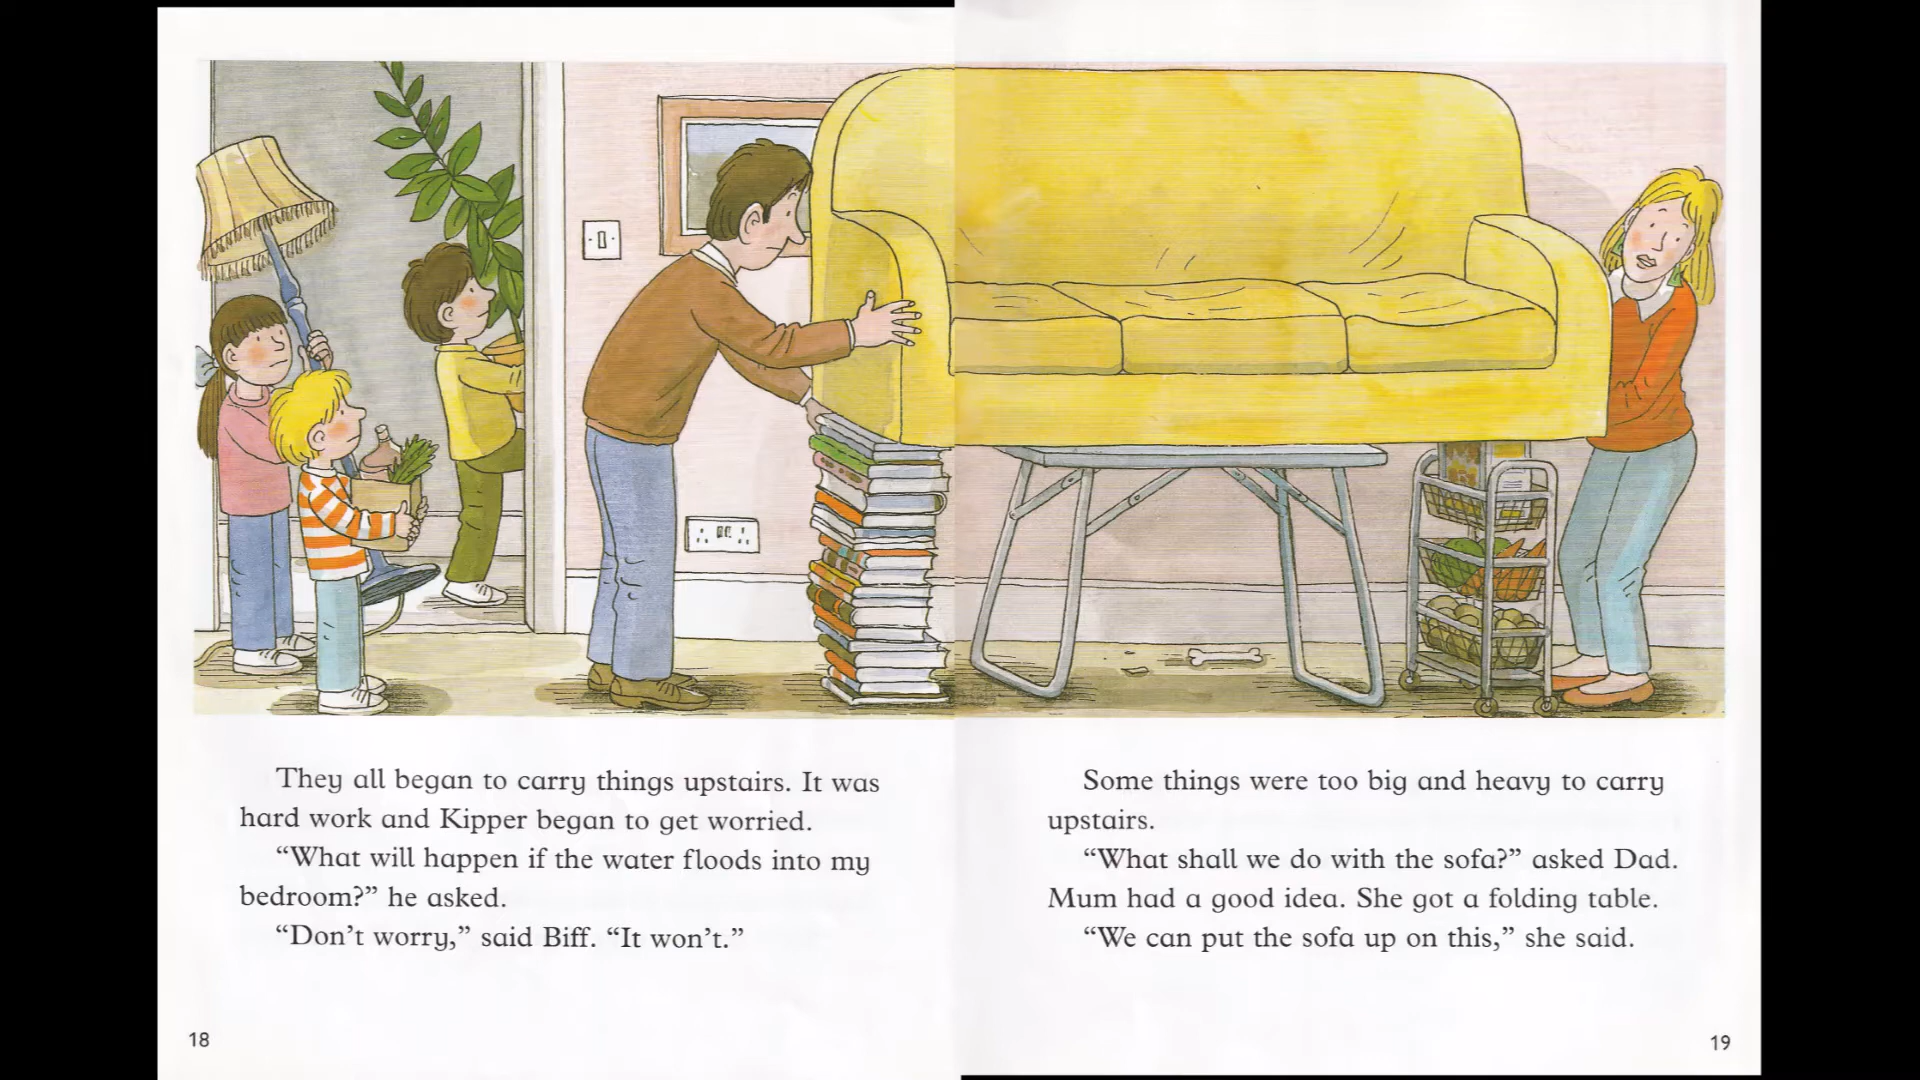 They all began to carry things upstairs. It was
hard work and Kipper began to get worried.
“What will happen if the water floods into my
bedroom?” he asked.
“Don’t worry,” said Biff. “It won’t.”
18
Some things were too big and heavy to carry
upstairs.
“What shall we do with the sofa?” asked Dad.
Mum had a good idea. She got a folding table.
“We can put the sofa up on this,” she said.
19